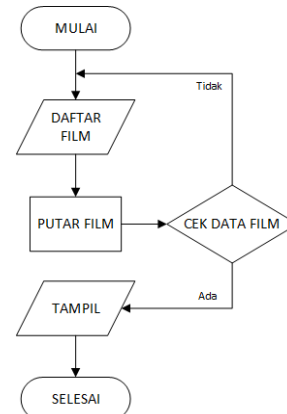 MULAI
Tidak
DAFTAR
FILM
PUTAR FILM
CEK DATA FILM
Ada
TAMPIL
SELESAI